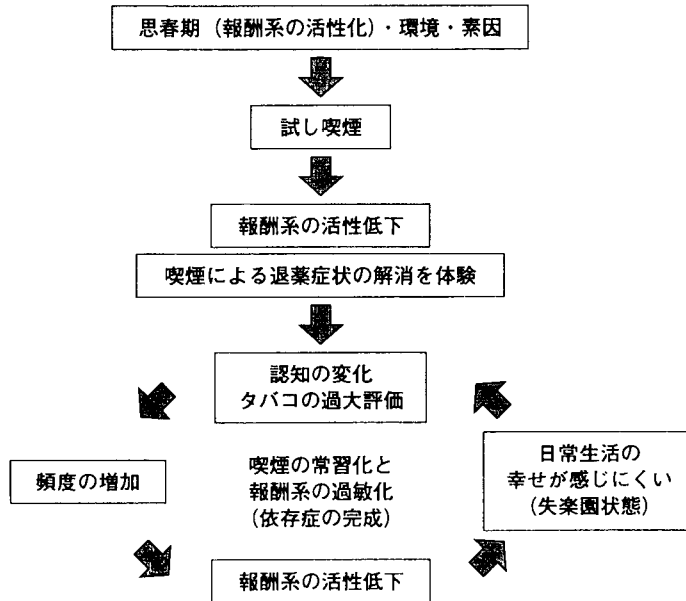 思春期（報酬系の活性化）・環境・素因
試し喫煙
報酬系の活性低下
喫煙による退薬症状の解消を体験
認知の変化
タバコの過大評価
頻度の増加
喫煙の常習化と
報酬系の過敏化
（依存症の完成）
日常生活の
幸せが感じにくい
（失楽園状態）
報酬系の活性低下